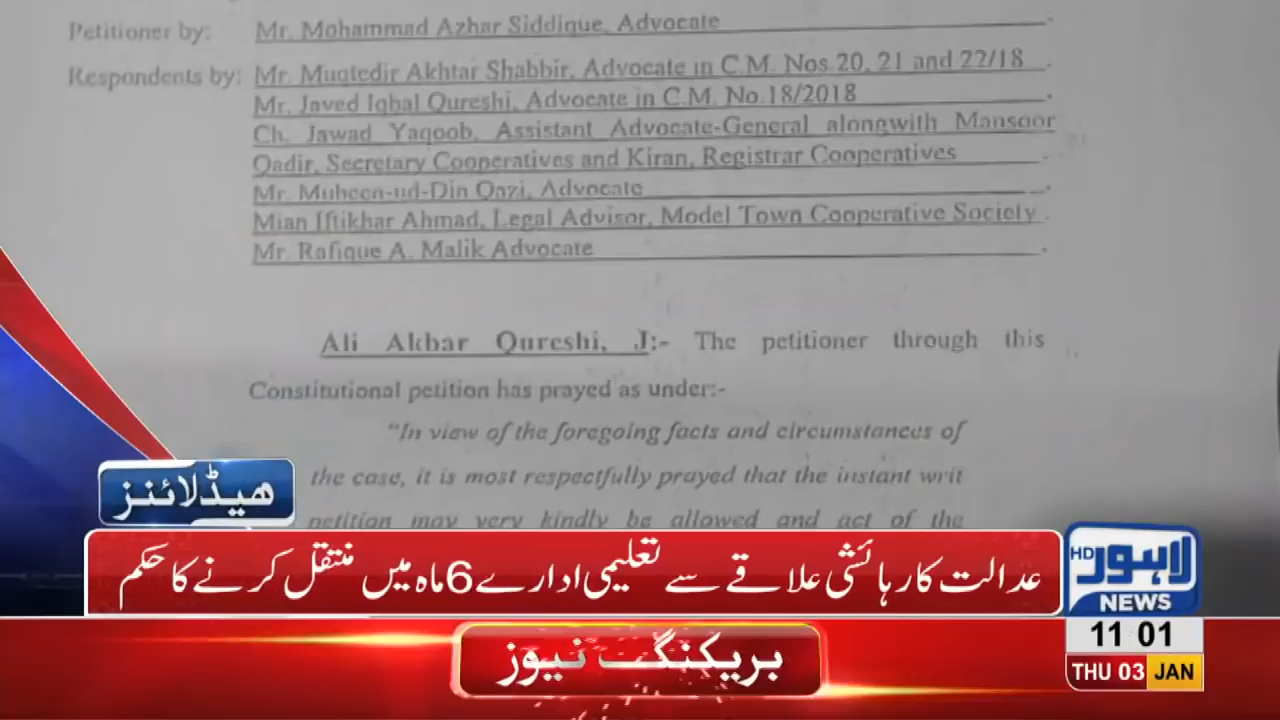 Petitioner by: Mr. Mohammad Azhar Siddique, Advocate.
Respondents by: Mr. Muqtedir Akhtar Shabbir, Advocate in C.M. Nos 20, 21 and 22/18.
Mr. Javed Iqbal Qureshi, Advocate in C.M. No.18/2018.
Ch. Jawad Yaqoob, Assistant Advocate-General alongwith Mansoor
Qadir, Secretary Cooperatives and Kiran, Registrar Cooperatives.
Mr. Mubeen-ud-Din Qazi, Advocate.
Mian Iftikhar Ahmad, Legal Advisor, Model Town Cooperative Society.
Mr. Rafique A. Malik Advocate.
Ali Akbar Qureshi, J:- The petitioner through this
Constitutional petition has prayed as under:-
"In view of the foregoing facts and circumstances of
the case, it is most respectfully prayed that the instant writ
petition may very kindly be allowed and act of the
ہیڈلائنز
عدالت کا رہائشی علاقے سے تعلیمی ادارے 6 ماہ میں منتقل کرنے کا حکم
لاہور HD
NEWS
بریکنگ نیوز
11 01
THU 03 JAN